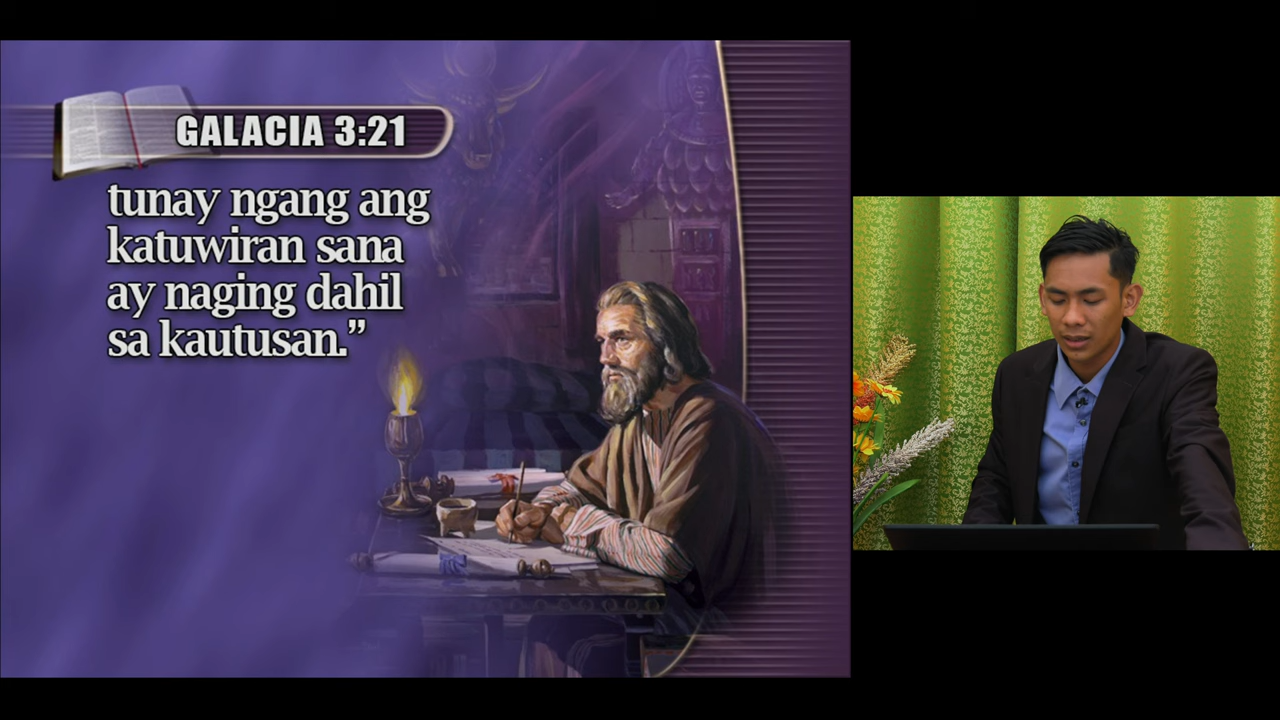 GALACIA 3:21
tunay ngang ang
katuwiran sana
ay naging dahil
sa kautusan.”